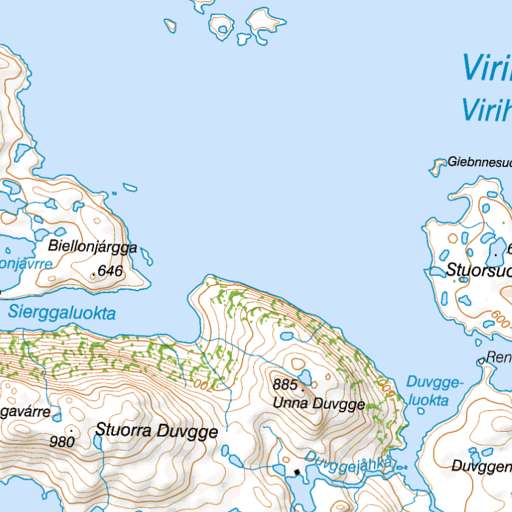 Viri
Virih
Giebnnesuo
Biellonjárgga
646
onjávrre
Stuorsuo
Sierggaluokta
600
Ren
Duvgge-
luokta
885
Unna Duvgge
gavárre
980
Stuorra Duvgge
Duvggejåhkå
Duvggen